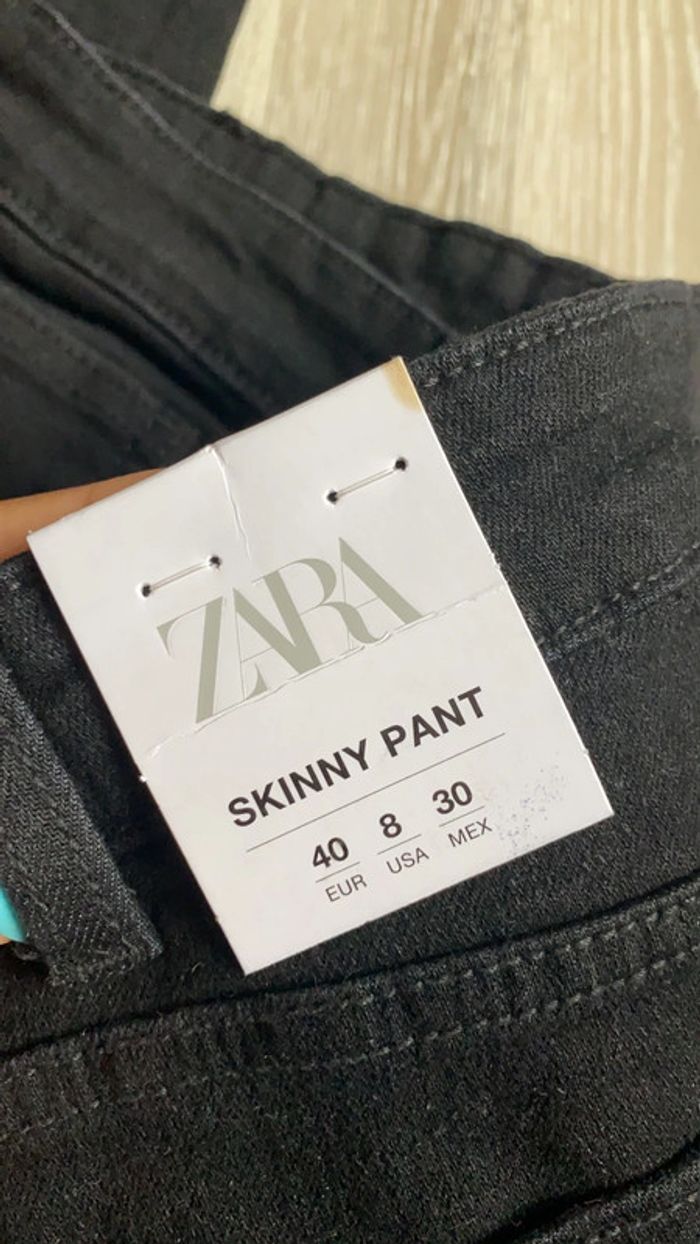 ZARA
SKINNY PANT
40 8 30
EUR USA MEX